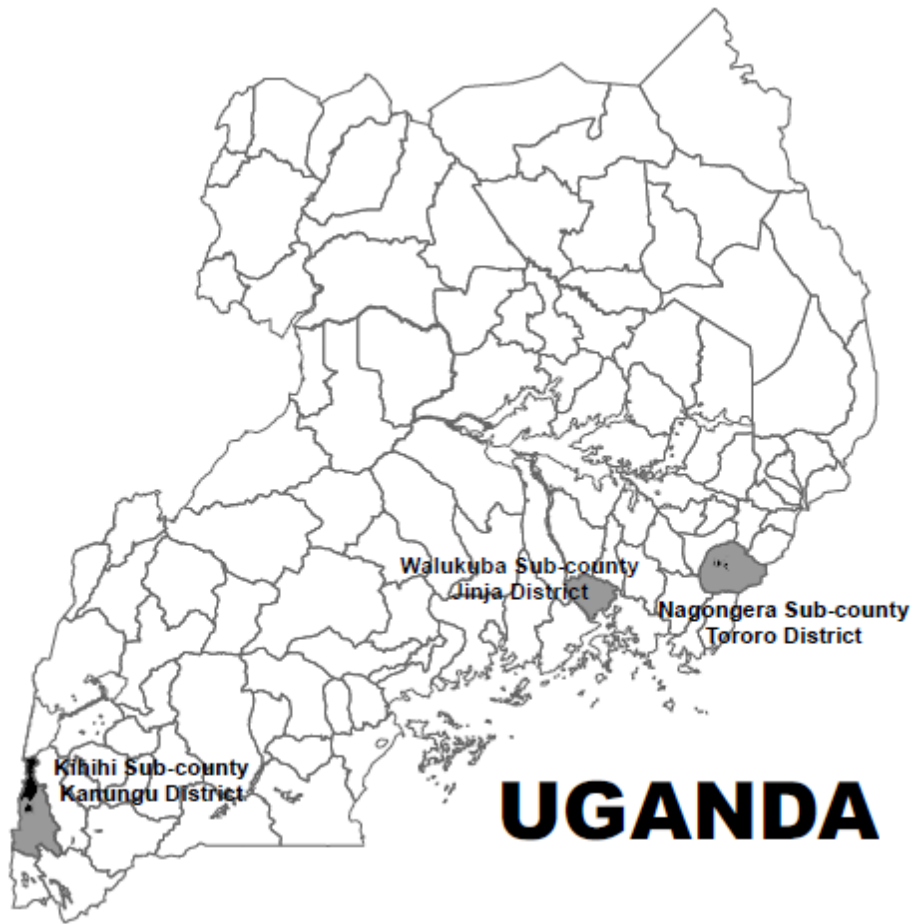 Walukuba Sub-county
Jinja District
Nagongera Sub-county
Tororo District
Kihihi Sub-county
Kanungu District
UGANDA